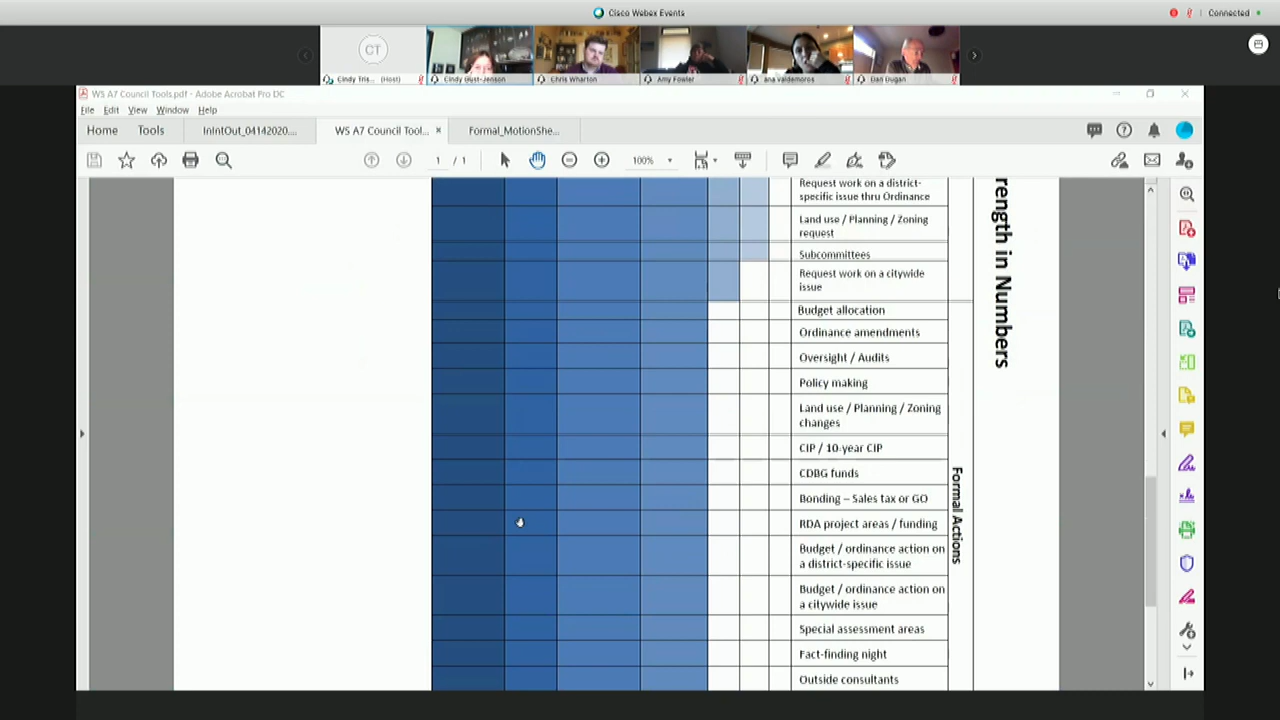 Cisco Webex Events
Connected
CT
Cindy Tris... (Host)
Cindy Gust-Jenson
Chris Wharton
Amy Fowler
ana valdemoros
Dan Dugan
WS A7 Council Tools.pdf - Adobe Acrobat Pro DC
File Edit View Window Help
Home Tools InIntOut_04142020.... WS A7 Council Tool... × Formal_MotionShe...
1 / 1 100%
Request work on a district-
specific issue thru Ordinance
Land use / Planning / Zoning
request
Subcommittees
Request work on a citywide
issue
Budget allocation
Ordinance amendments
Oversight / Audits
Policy making
Land use / Planning / Zoning
changes
CIP / 10-year CIP
CDBG funds
Bonding – Sales tax or GO
RDA project areas / funding
Budget / ordinance action on
a district-specific issue
Budget / ordinance action on
a citywide issue
Special assessment areas
Fact-finding night
Outside consultants
Formal Actions
rength in Numbers